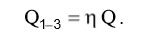 Q₁₋₃ = η Q .